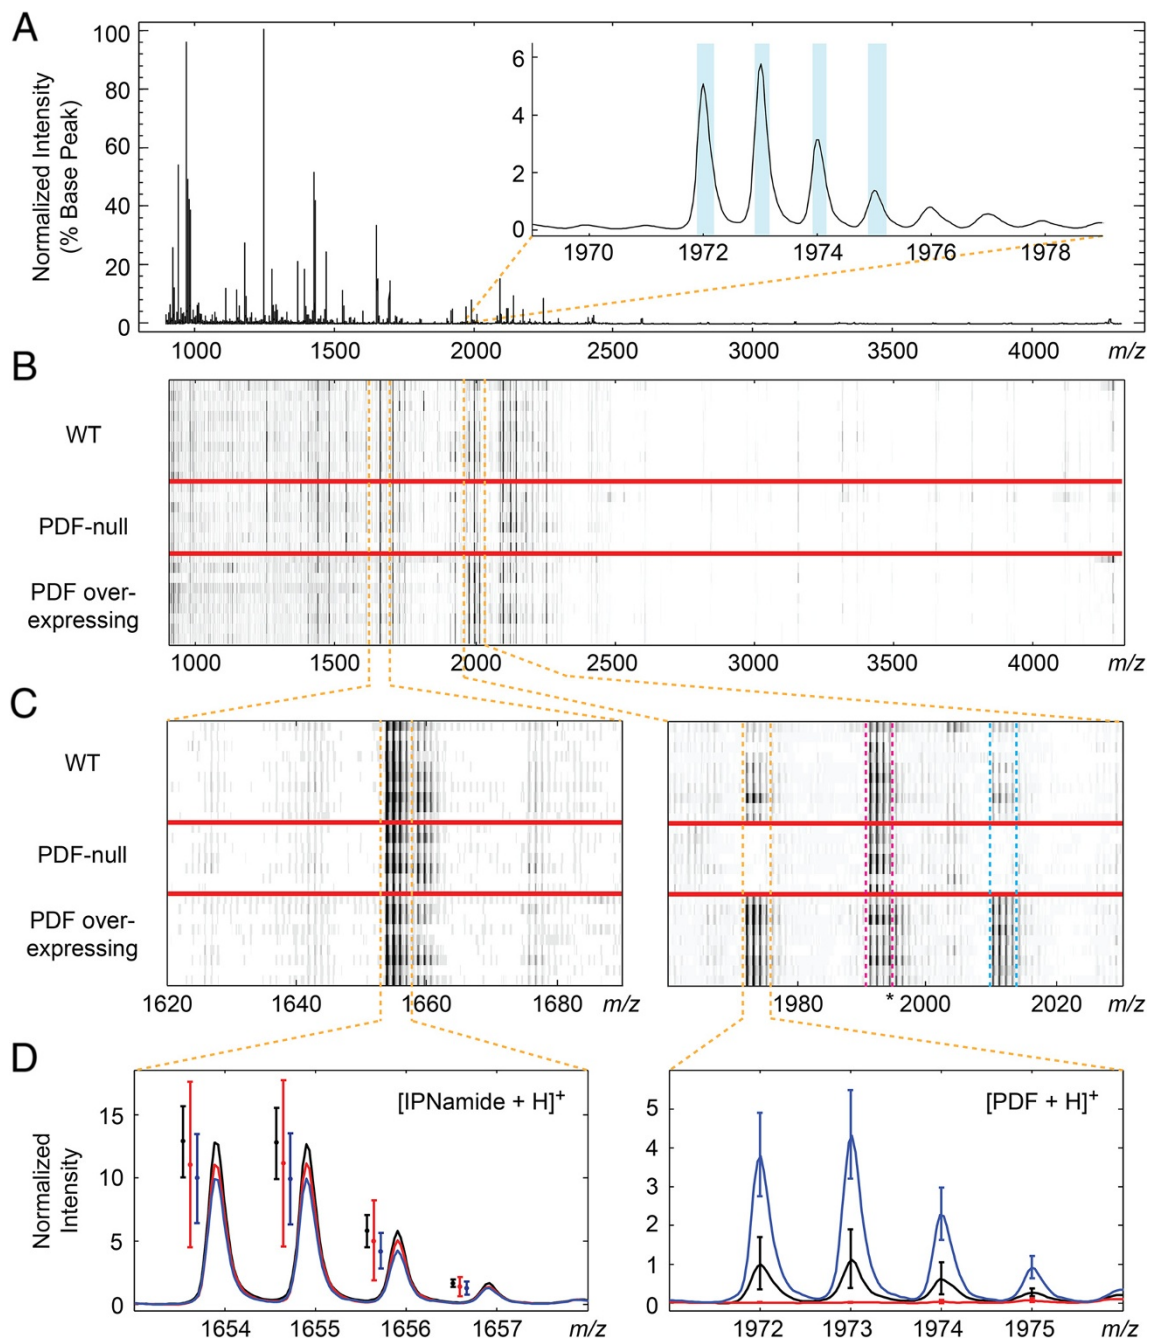 A
Normalized Intensity
(% Base Peak)
100
80
60
40
20
0
6
4
2
0
1970 1972 1974 1976 1978
1000 1500 2000 2500 3000 3500 4000 m/z
B
WT
PDF-null
PDF over-
expressing
1000 1500 2000 2500 3000 3500 4000 m/z
C
WT
PDF-null
PDF over-
expressing
1620 1640 1660 1680 m/z
1980 * 2000 2020 m/z
D
Normalized
Intensity
15
10
5
0
[IPNamide + H]+
1654 1655 1656 1657 m/z
5
4
3
2
1
0
[PDF + H]+
1972 1973 1974 1975 m/z